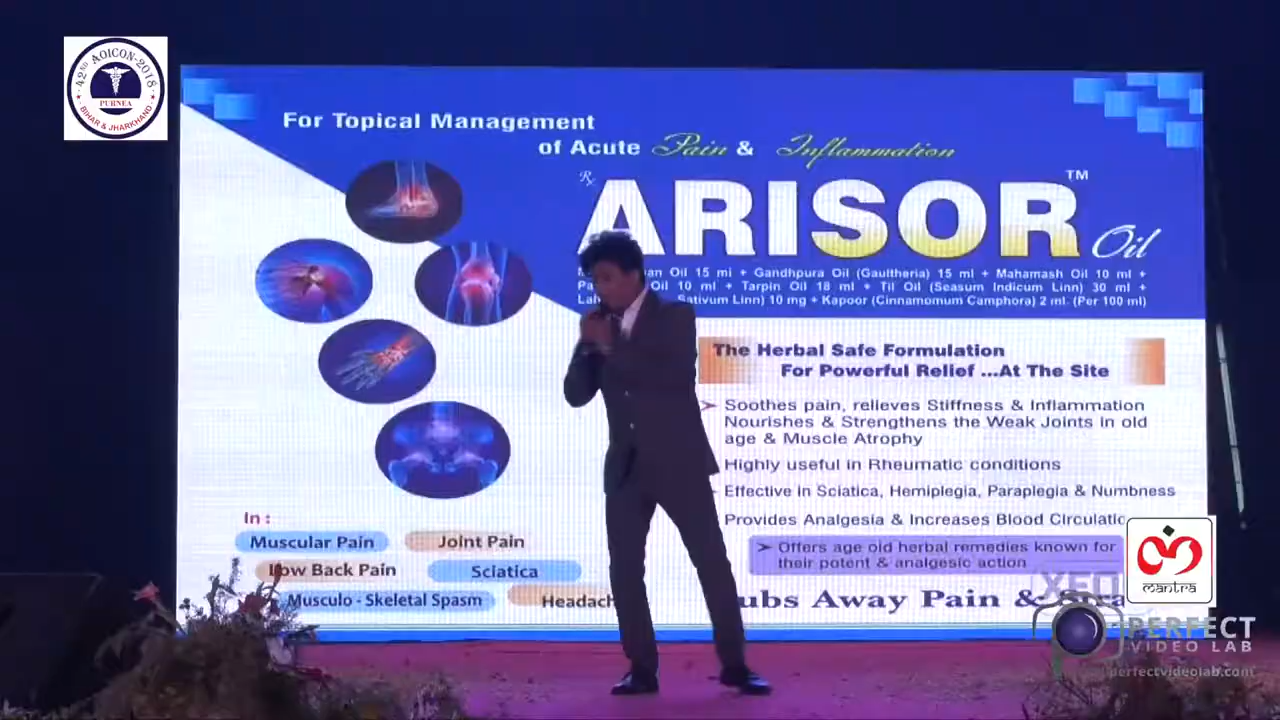 42ND AOICON-2018
PURNEA
BIHAR & JHARKHAND
For Topical Management
of Acute Pain & Inflammation
Rx
ARISOR™
Oil
an Oil 15 ml + Gandhpura Oil (Gaultheria) 15 ml + Mahamash Oil 10 ml +
Oil 10 ml + Tarpin Oil 18 ml + Til Oil (Seasum Indicum Linn) 30 ml +
Sativum Linn) 10 mg + Kapoor (Cinnamomum Camphora) 2 ml. (Per 100 ml)
The Herbal Safe Formulation
For Powerful Relief ...At The Site
➤ Soothes pain, relieves Stiffness & Inflammation
Nourishes & Strengthens the Weak Joints in old
age & Muscle Atrophy
Highly useful in Rheumatic conditions
Effective in Sciatica, Hemiplegia, Paraplegia & Numbness
Provides Analgesia & Increases Blood Circulatio
➤ Offers age old herbal remedies known for
their potent & analgesic action
ubs Away Pain &
In :
Muscular Pain
Joint Pain
Low Back Pain
Sciatica
Musculo - Skeletal Spasm
Headach
mantra
PERFECT
VIDEO LAB
perfectvideolab.com